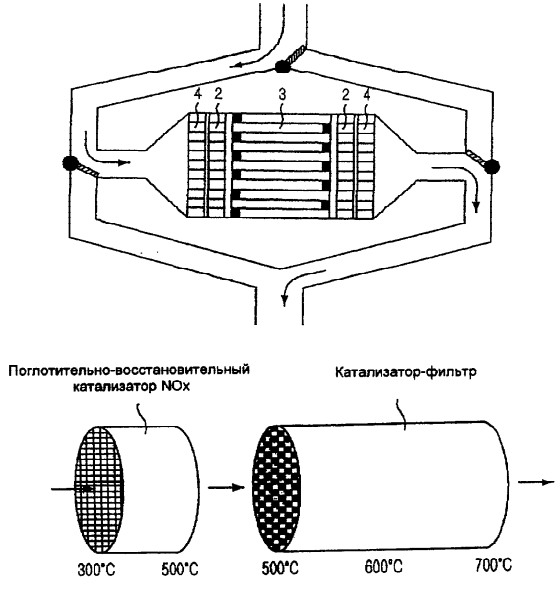 4 2 3 2 4
Поглотительно-восстановительный
катализатор NOx
Катализатор-фильтр
300°C 500°C 500°C 600°C 700°C